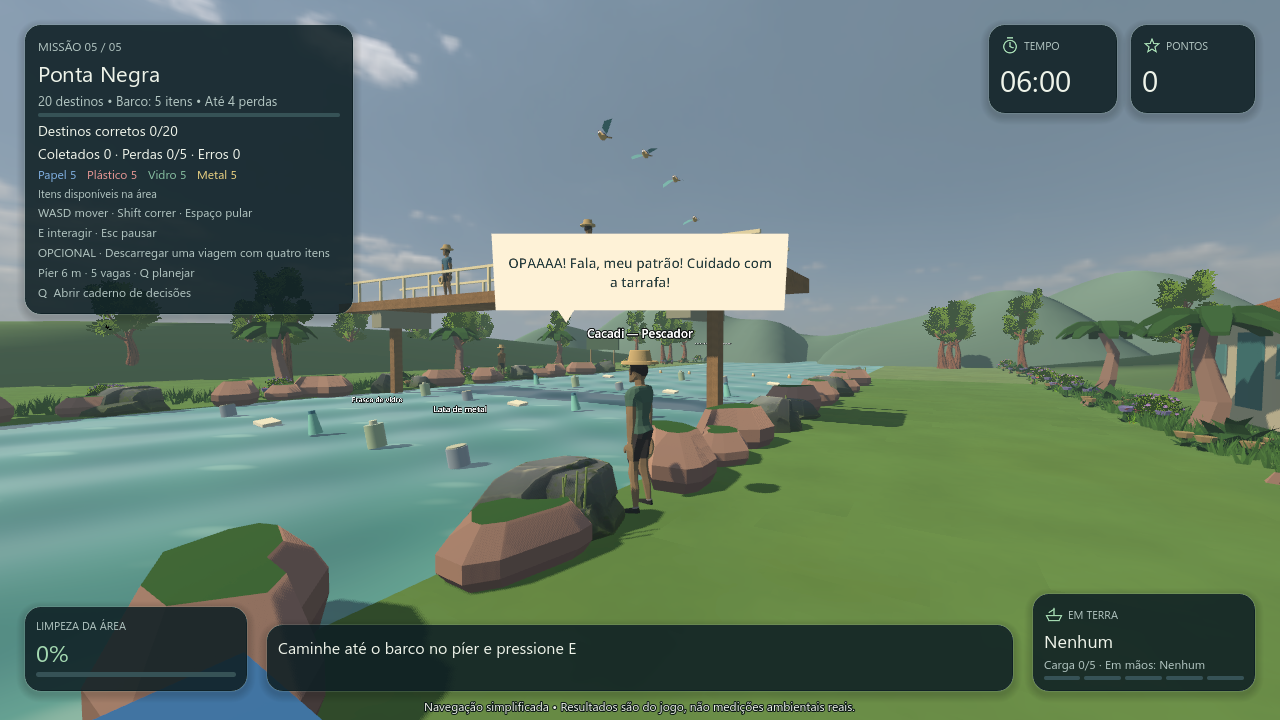 MISSÃO 05 / 05
Ponta Negra
20 destinos • Barco: 5 itens • Até 4 perdas
Destinos corretos 0/20
Coletados 0 · Perdas 0/5 · Erros 0
Papel 5 Plástico 5 Vidro 5 Metal 5
Itens disponíveis na área
WASD mover · Shift correr · Espaço pular
E interagir · Esc pausar
OPCIONAL · Descarregar uma viagem com quatro itens
Píer 6 m · 5 vagas · Q planejar
Q Abrir caderno de decisões
TEMPO
06:00
PONTOS
0
OPAAAA! Fala, meu patrão! Cuidado com
a tarrafa!
Cacadi — Pescador
Frasco de vidro
Lata de metal
LIMPEZA DA ÁREA
0%
Caminhe até o barco no píer e pressione E
EM TERRA
Nenhum
Carga 0/5 · Em mãos: Nenhum
Navegação simplificada • Resultados são do jogo, não medições ambientais reais.